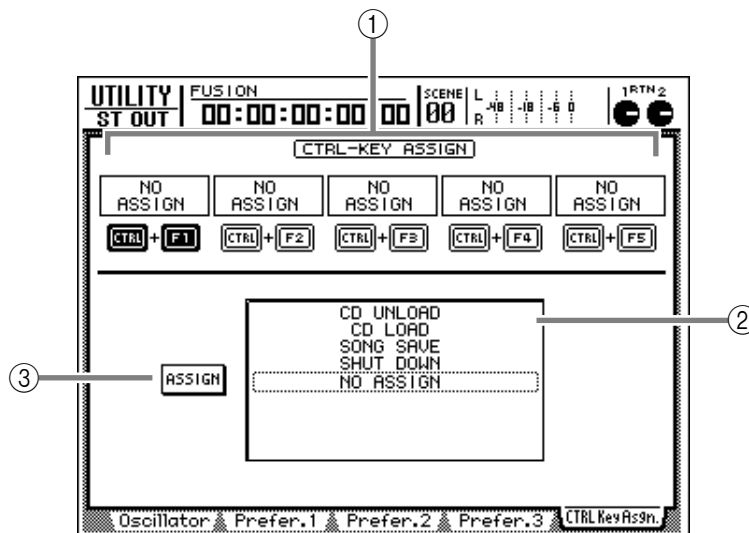 ①
UTILITY FUSION SCENE L -48 -18 -6 0 1 RTN 2
ST OUT 00:00:00:00 00 00 R
CTRL-KEY ASSIGN
NO ASSIGN NO ASSIGN NO ASSIGN NO ASSIGN NO ASSIGN
CTRL + F1 CTRL + F2 CTRL + F3 CTRL + F4 CTRL + F5
CD UNLOAD
CD LOAD
SONG SAVE
SHUT DOWN
NO ASSIGN
②
③ ASSIGN
Oscillator Prefer.1 Prefer.2 Prefer.3 CTRL Key Asgn.